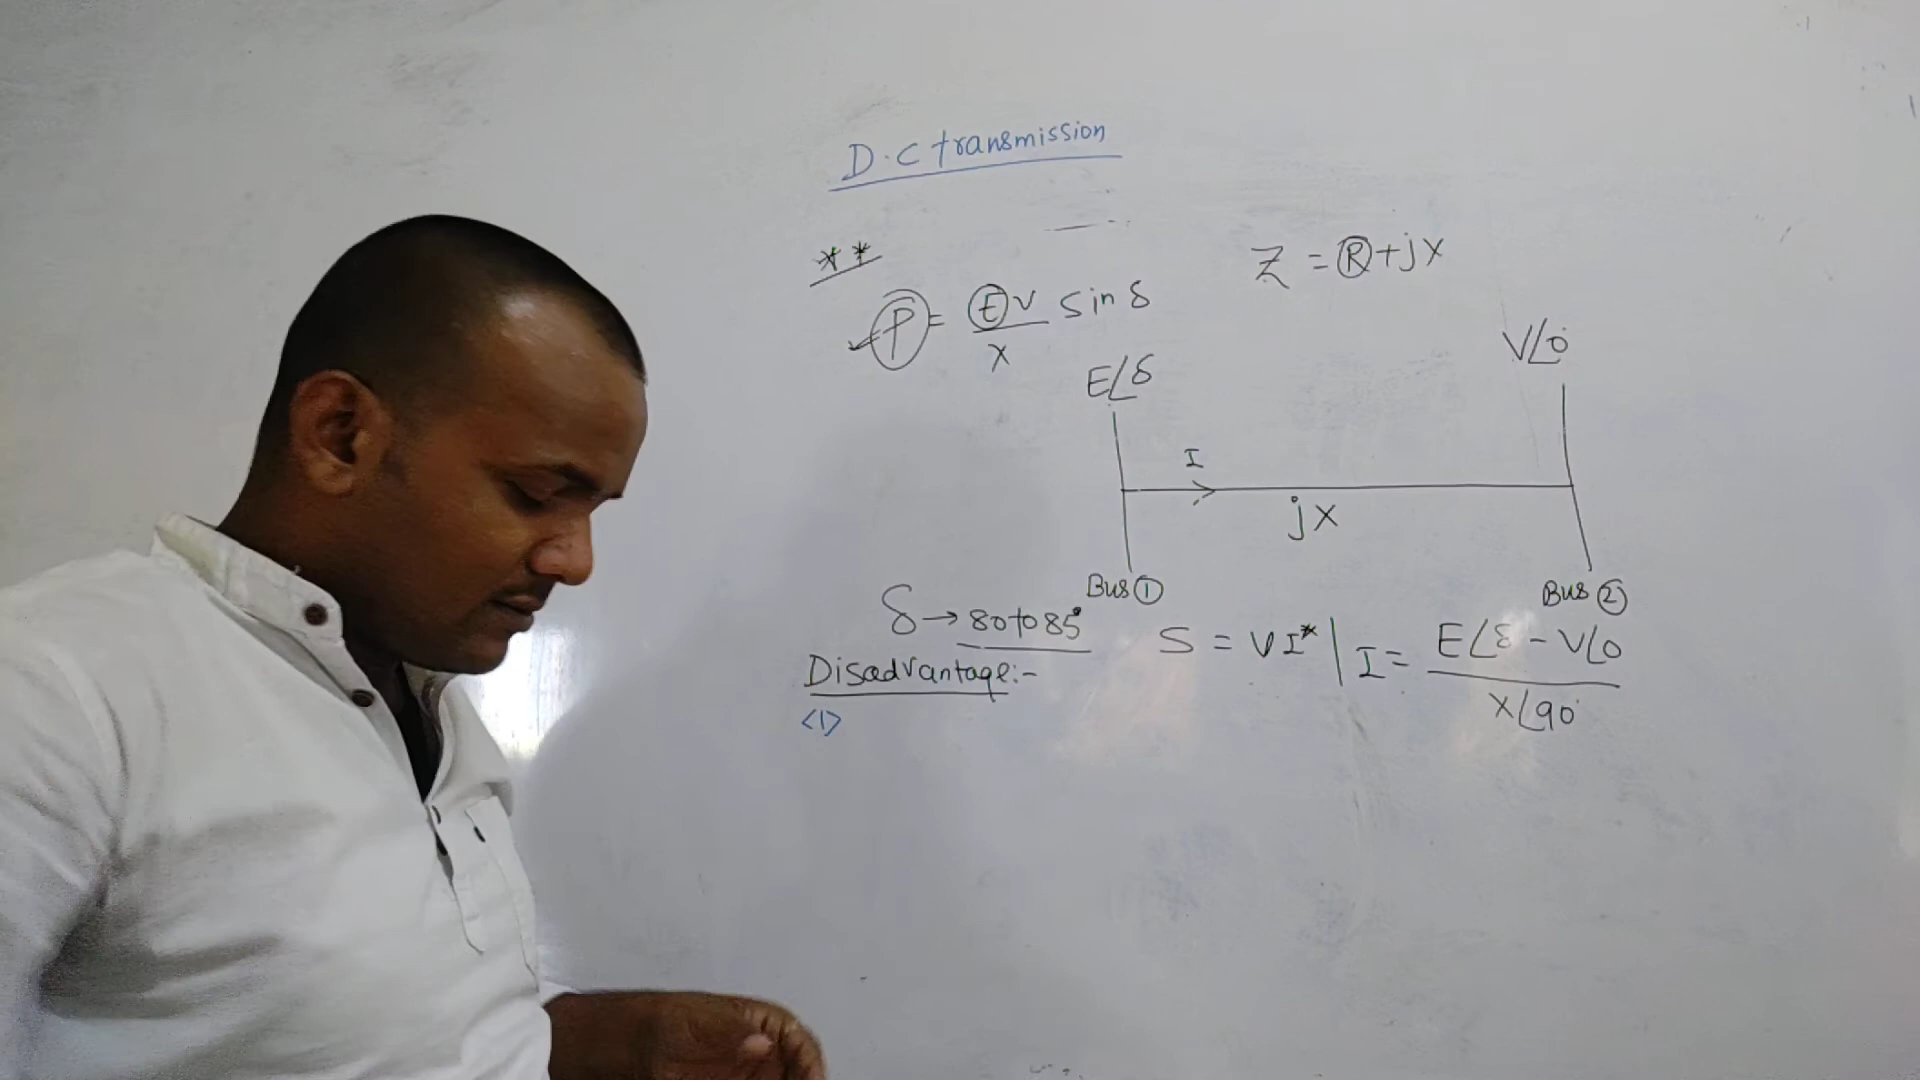 D.C transmission
**
Z = R+jX
P = EV/X Sin δ
E∠δ
V∠0°
I
jX
Bus ①
Bus ②
δ → 80 to 85°
S = VI* | I = E∠δ - V∠0 / X∠90°
Disadvantage:-
<1>